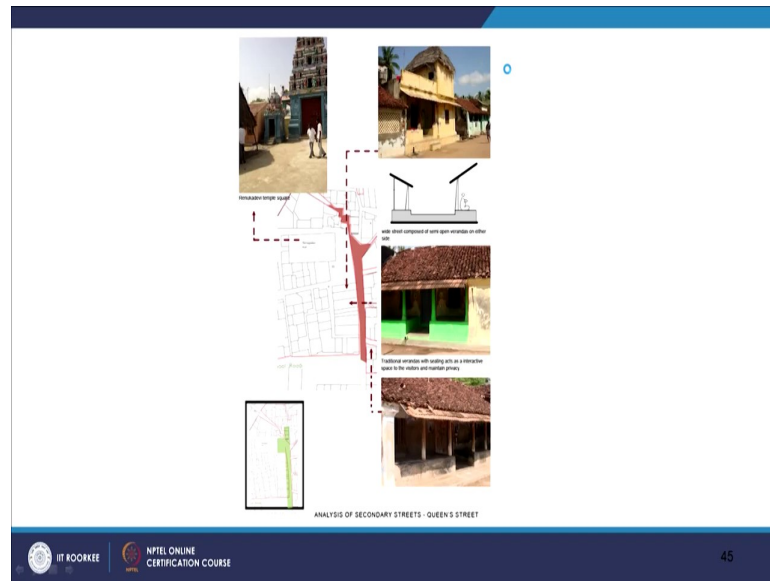 Renukadevi temple square
wide street composed of semi open verandas on either
side
Traditional verandas with seating acts as a interactive
space to the visitors and maintain privacy
ANALYSIS OF SECONDARY STREETS - QUEEN'S STREET
IIT ROORKEE
NPTEL ONLINE
CERTIFICATION COURSE
45